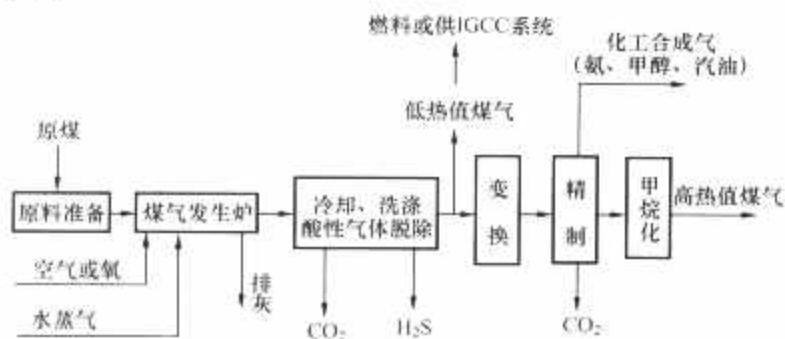 燃料或供IGCC系统
化工合成气
(氨、甲醇、汽油)
低热值煤气
原煤
原料准备
煤气发生炉
冷却、洗涤
酸性气体脱除
变换
精制
甲烷化
高热值煤气
空气或氧
水蒸气
排灰
CO₂
H₂S
CO₂